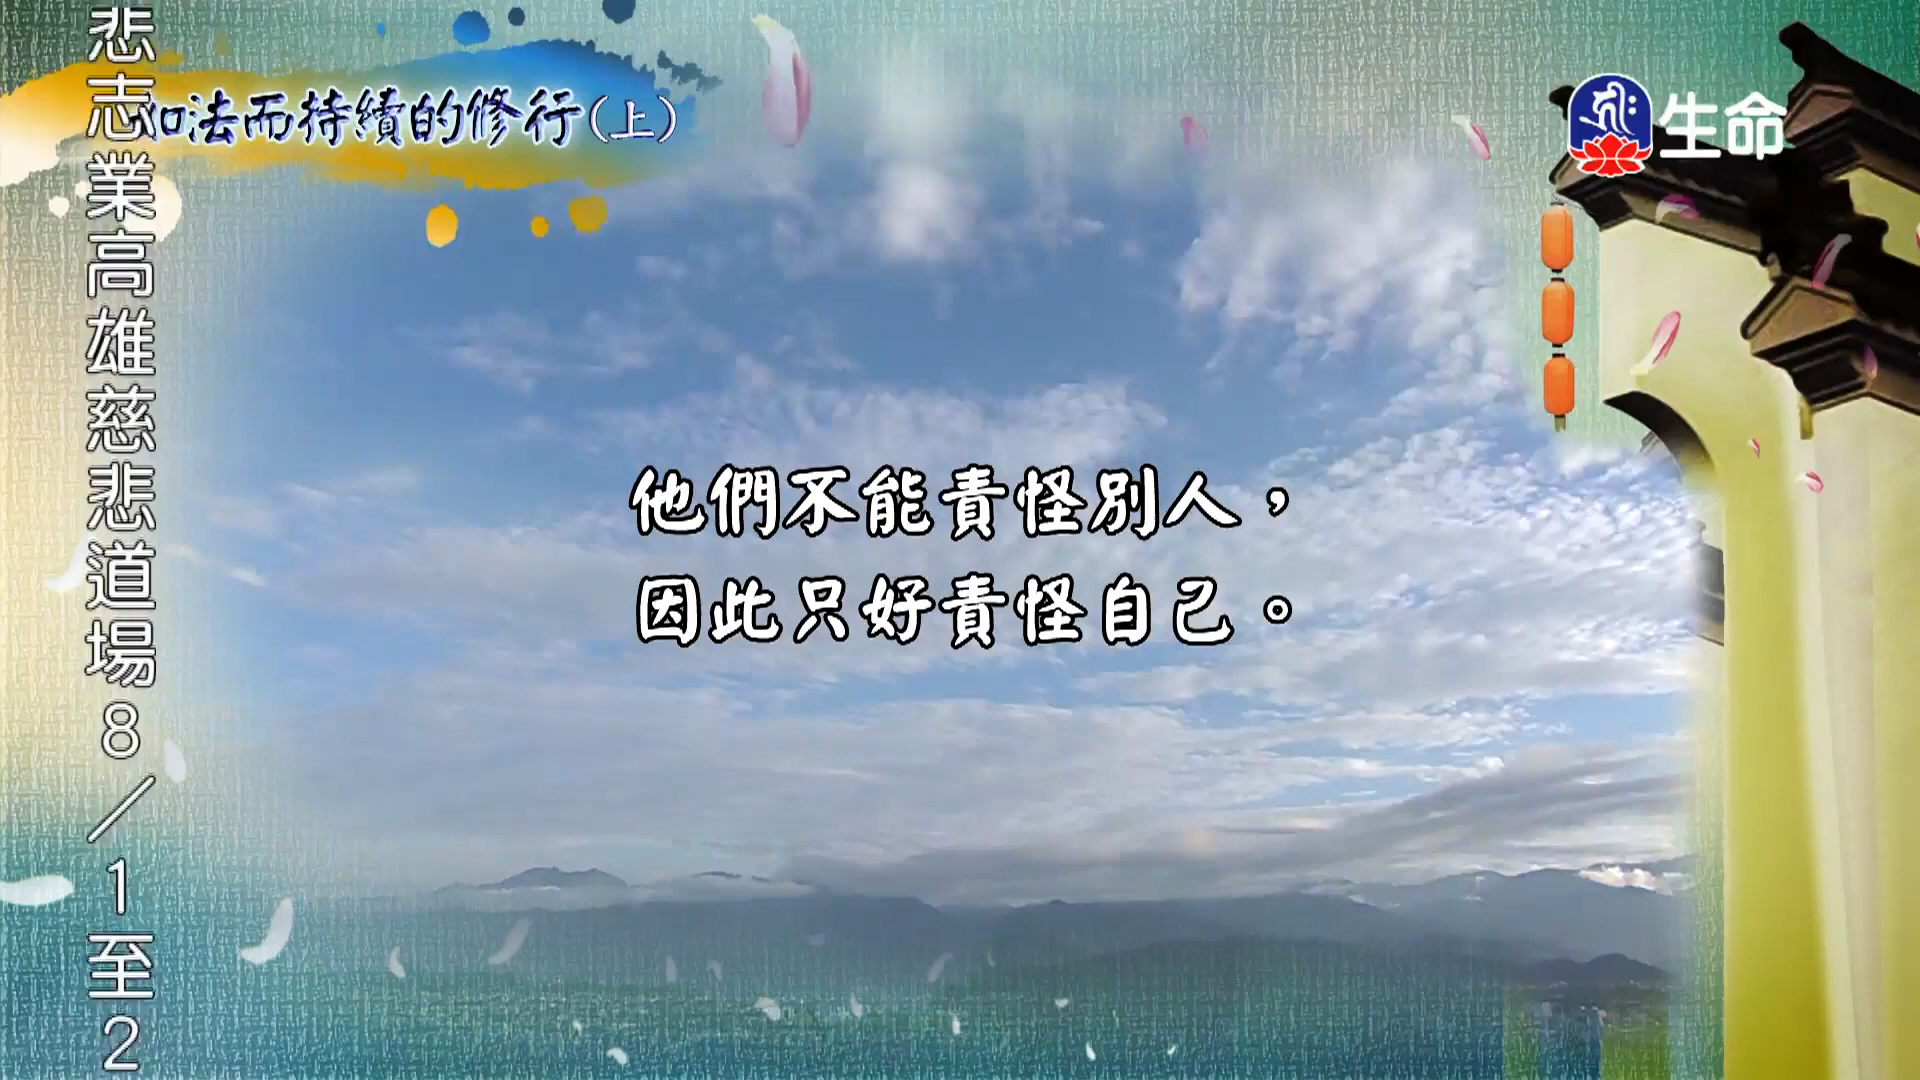 如法而持續的修行(上)
生命
他們不能責怪別人，
因此只好責怪自己。
悲志業高雄慈悲道場8／1至2